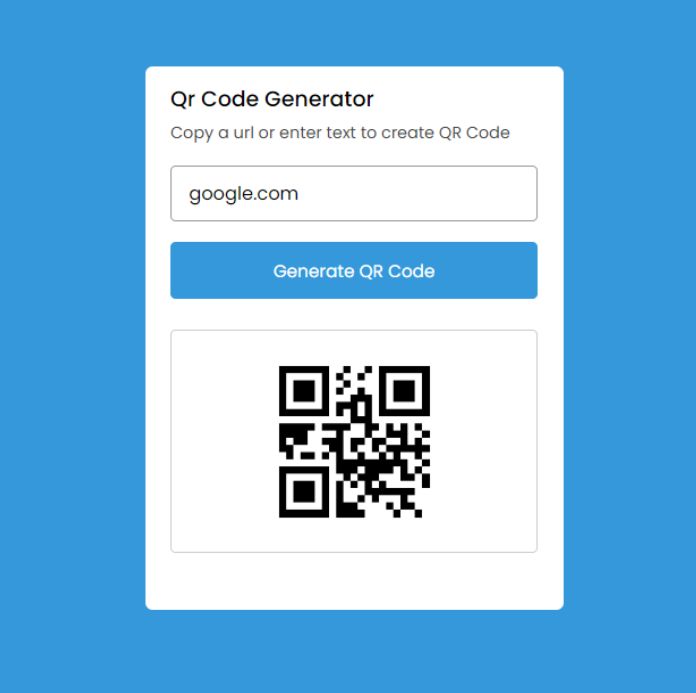 Qr Code Generator
Copy a url or enter text to create QR Code
google.com
Generate QR Code